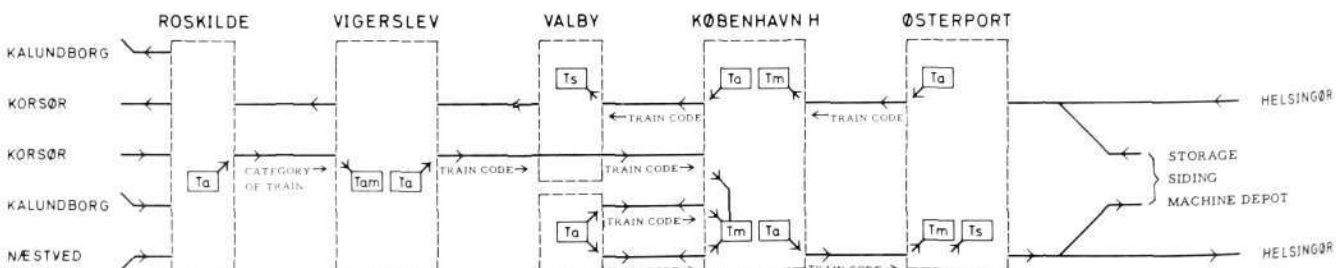 ROSKILDE VIGERSLEV VALBY KØBENHAVN H ØSTERPORT
KALUNDBORG
Ts Ta Tm Ta
KORSØR HELSINGØR
←TRAIN CODE ←TRAIN CODE
KORSØR
Ta CATEGORY→ Tam Ta TRAIN CODE→ TRAIN CODE→ STORAGE
OF TRAIN SIDING
KALUNDBORG MACHINE DEPOT
TRAIN CODE→
Ta Tm Ta Tm Ts
NÆSTVED HELSINGØR
TRAIN CODE→